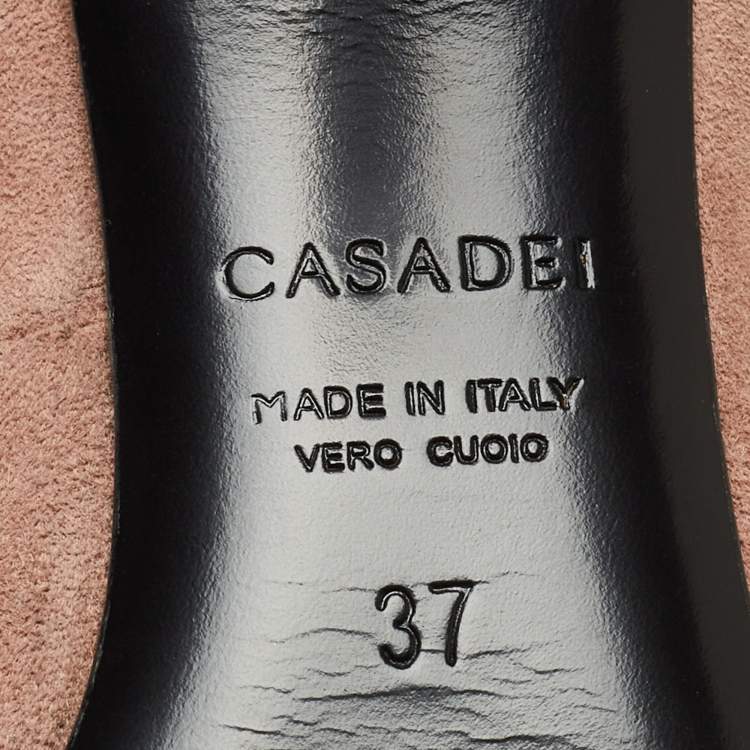 CASADEI
MADE IN ITALY
VERO CUOIO
37